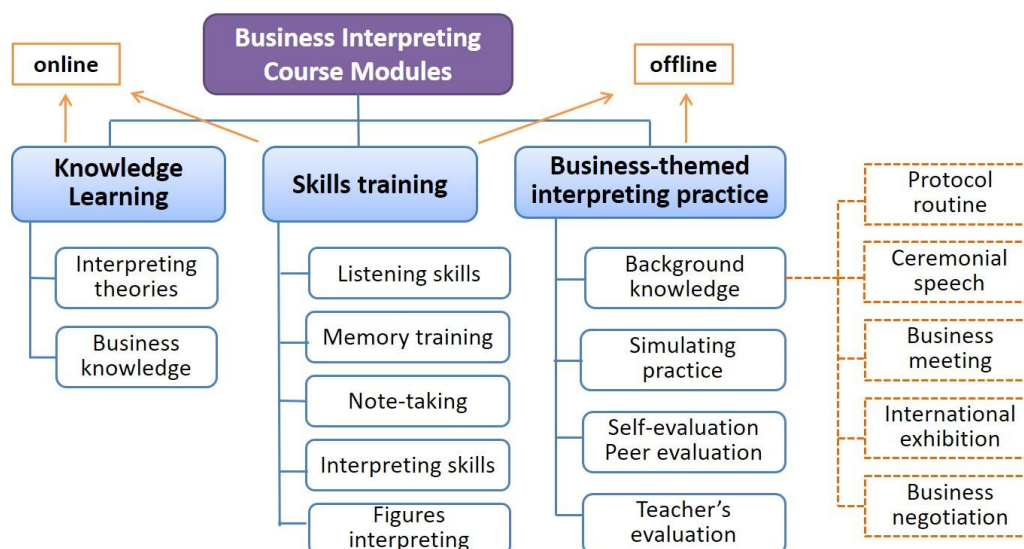 Business Interpreting
Course Modules
online
offline
Knowledge
Learning
Skills training
Business-themed
interpreting practice
Interpreting
theories
Business
knowledge
Listening skills
Memory training
Note-taking
Interpreting skills
Figures
interpreting
Background
knowledge
Simulating
practice
Self-evaluation
Peer evaluation
Teacher’s
evaluation
Protocol
routine
Ceremonial
speech
Business
meeting
International
exhibition
Business
negotiation